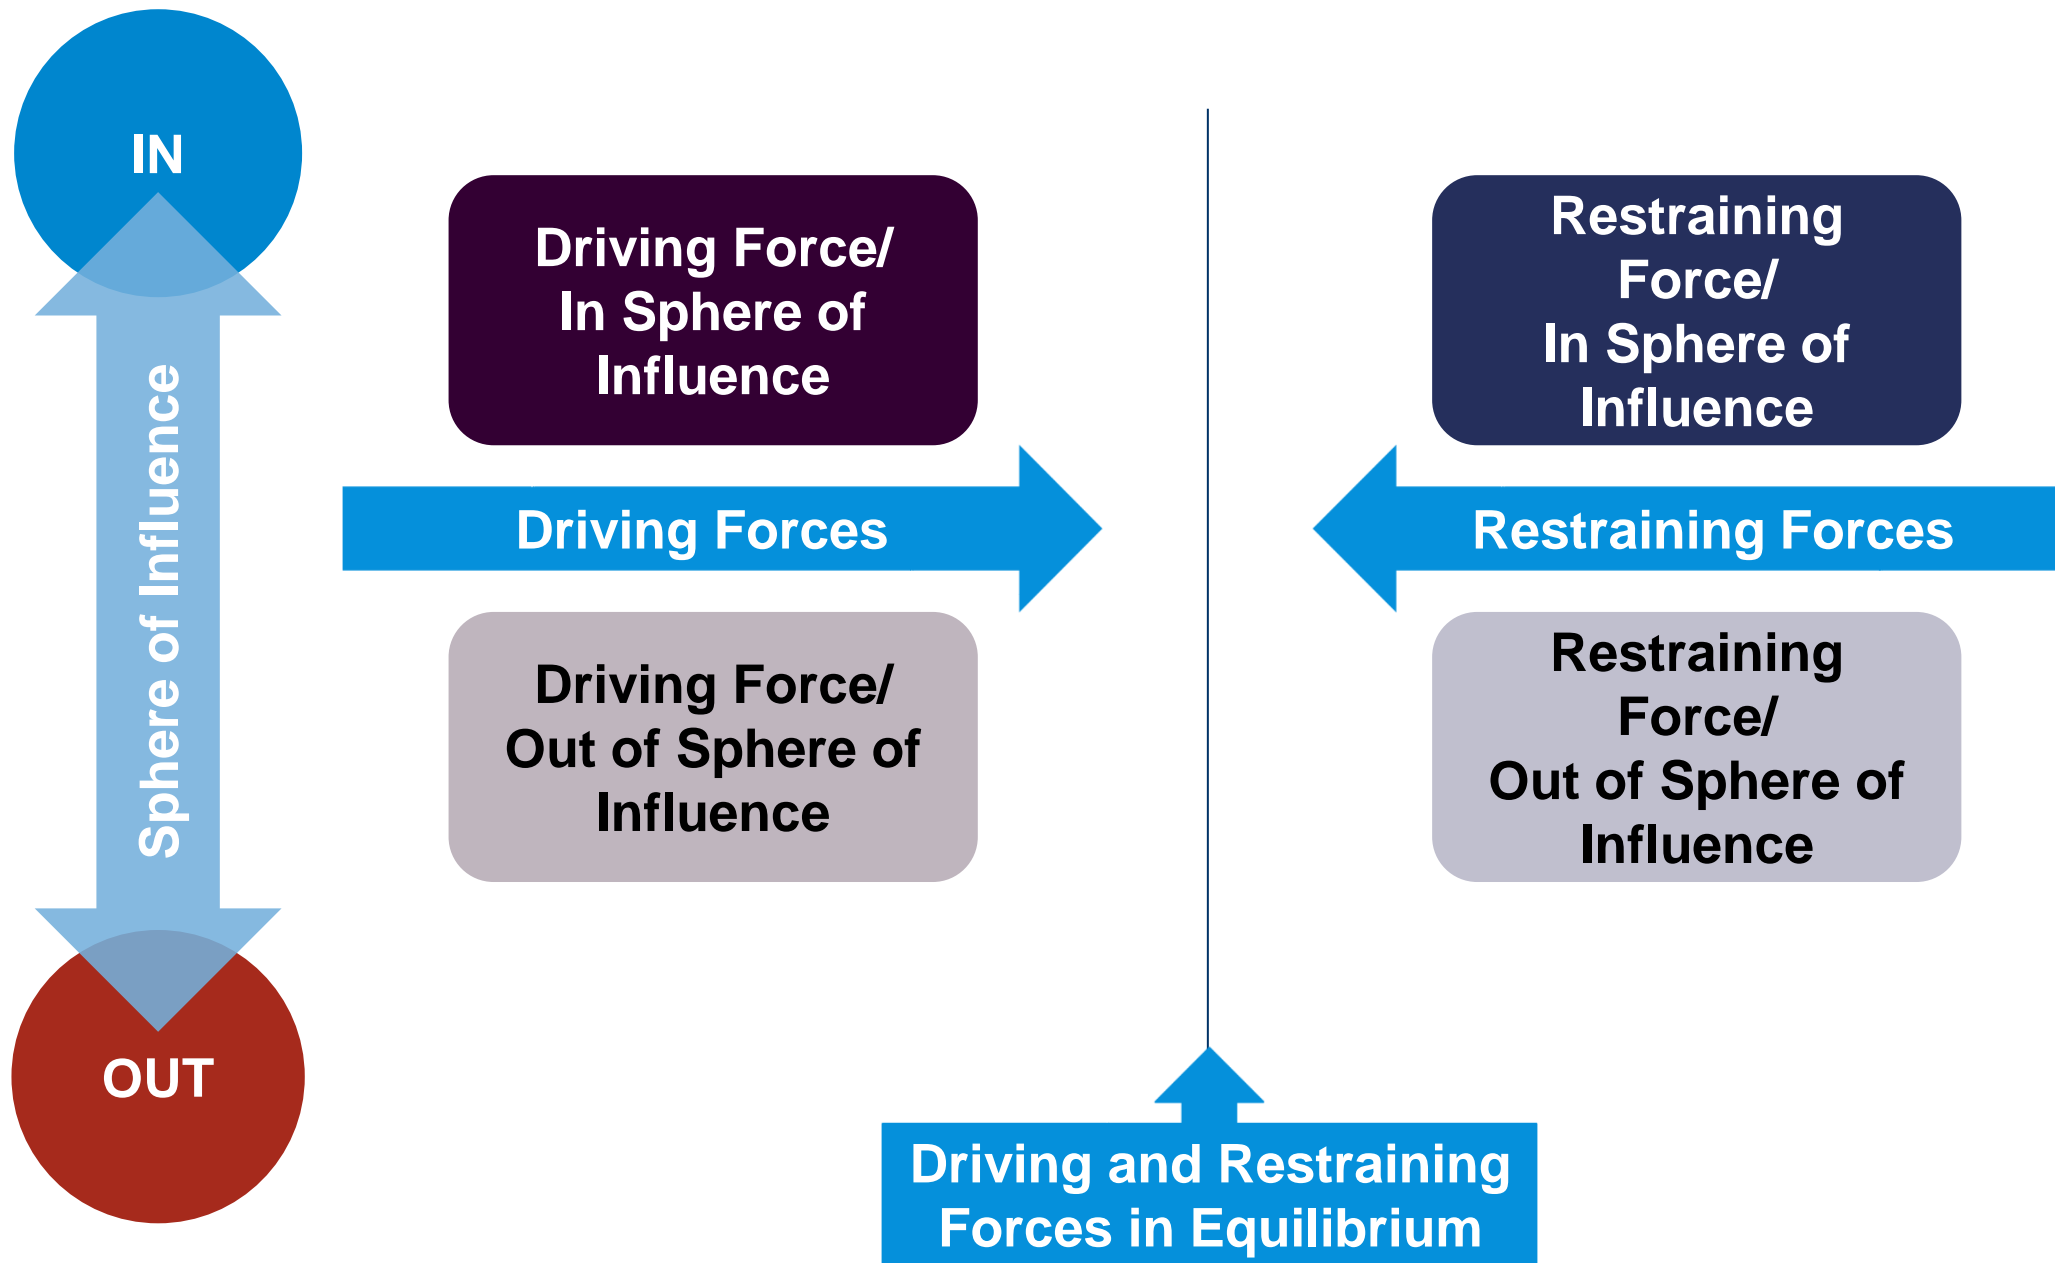 IN
Sphere of Influence
OUT
Driving Force/
In Sphere of
Influence
Driving Forces
Driving Force/
Out of Sphere of
Influence
Restraining
Force/
In Sphere of
Influence
Restraining Forces
Restraining
Force/
Out of Sphere of
Influence
Driving and Restraining
Forces in Equilibrium